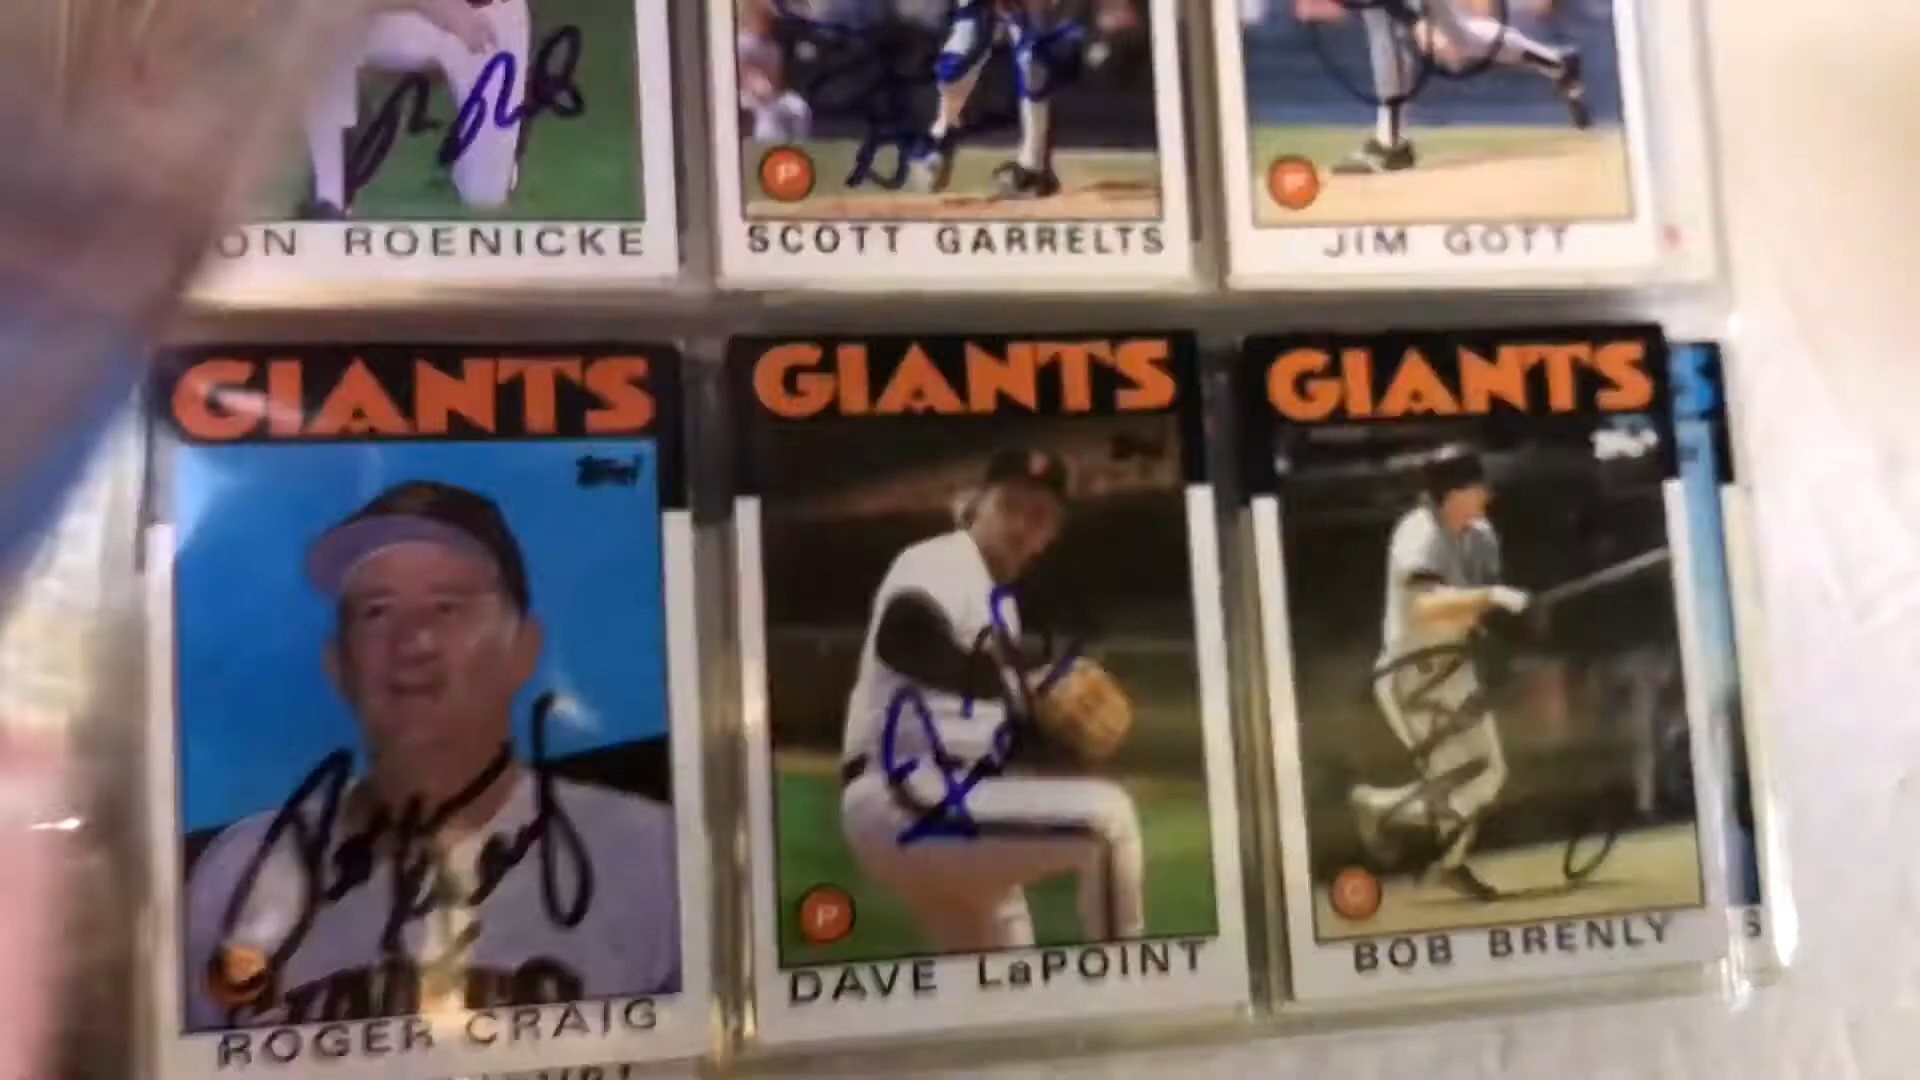 ON ROENICKE
SCOTT GARRELTS
JIM GOTT
P
P
GIANTS
GIANTS
GIANTS
Topps
P
C
ROGER CRAIG
DAVE LaPOINT
BOB BRENLY
S